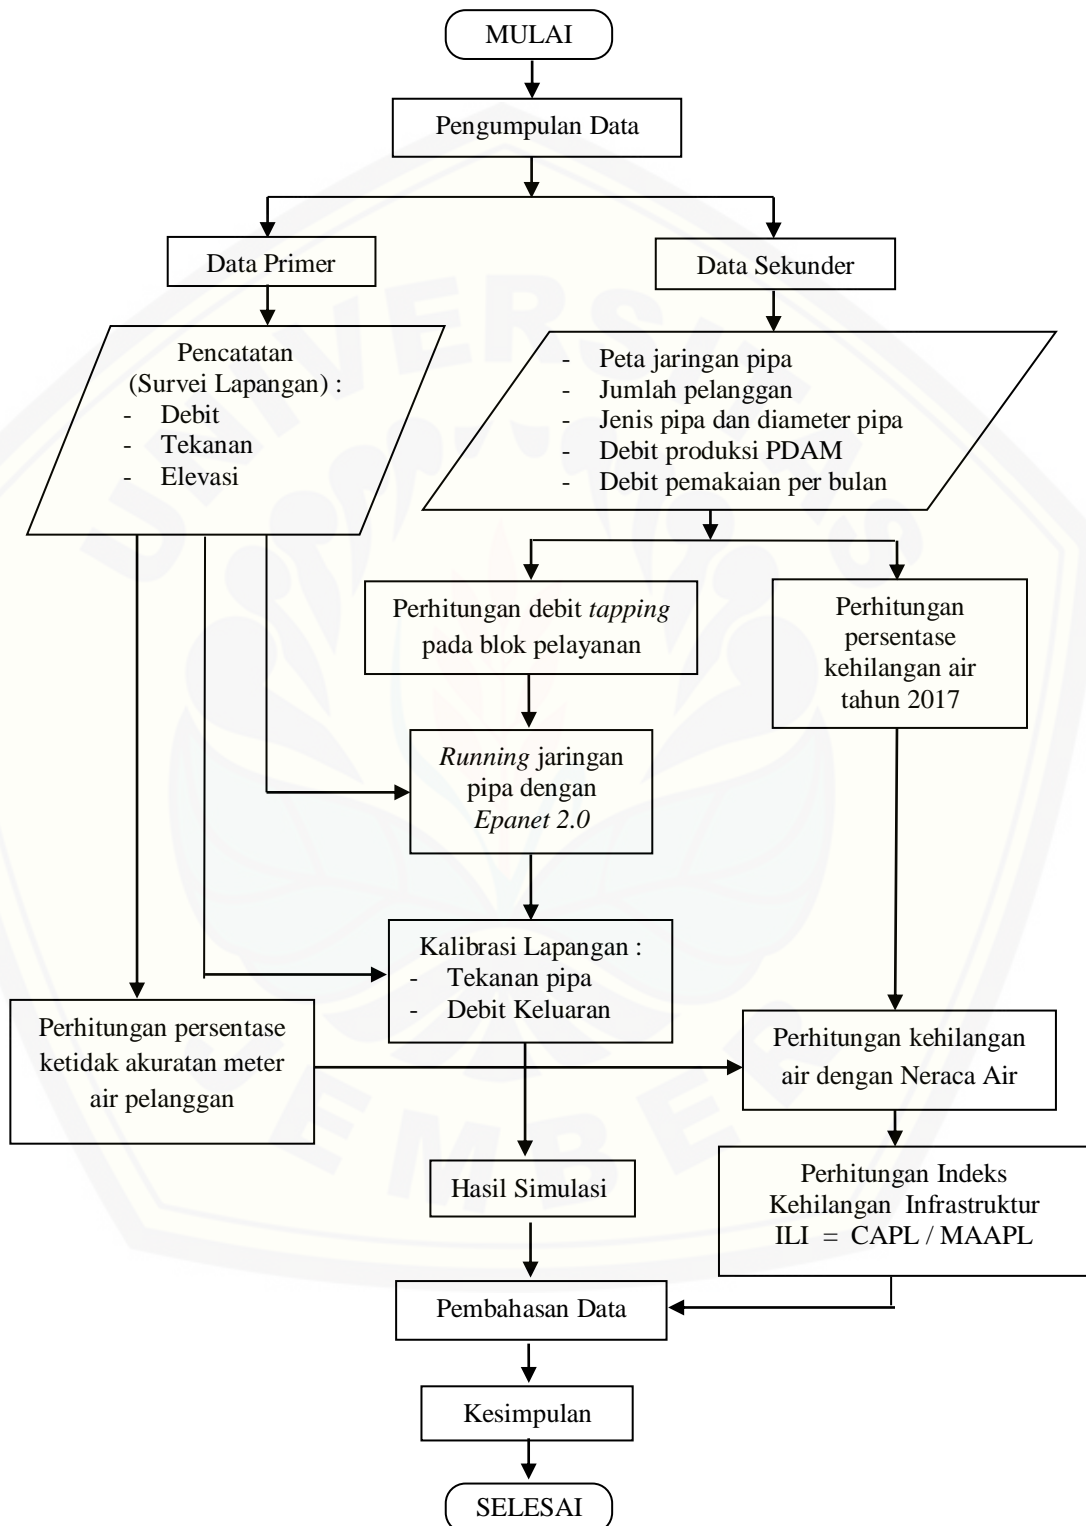 MULAI
Pengumpulan Data
Data Primer
Data Sekunder
Pencatatan
(Survei Lapangan) :
- Debit
- Tekanan
- Elevasi
- Peta jaringan pipa
- Jumlah pelanggan
- Jenis pipa dan diameter pipa
- Debit produksi PDAM
- Debit pemakaian per bulan
Perhitungan debit tapping
pada blok pelayanan
Perhitungan
persentase
kehilangan air
tahun 2017
Running jaringan
pipa dengan
Epanet 2.0
Kalibrasi Lapangan :
- Tekanan pipa
- Debit Keluaran
Perhitungan persentase
ketidak akuratan meter
air pelanggan
Perhitungan kehilangan
air dengan Neraca Air
Hasil Simulasi
Perhitungan Indeks
Kehilangan Infrastruktur
ILI = CAPL / MAAPL
Pembahasan Data
Kesimpulan
SELESAI
UNIVERSITAS
JEMBER